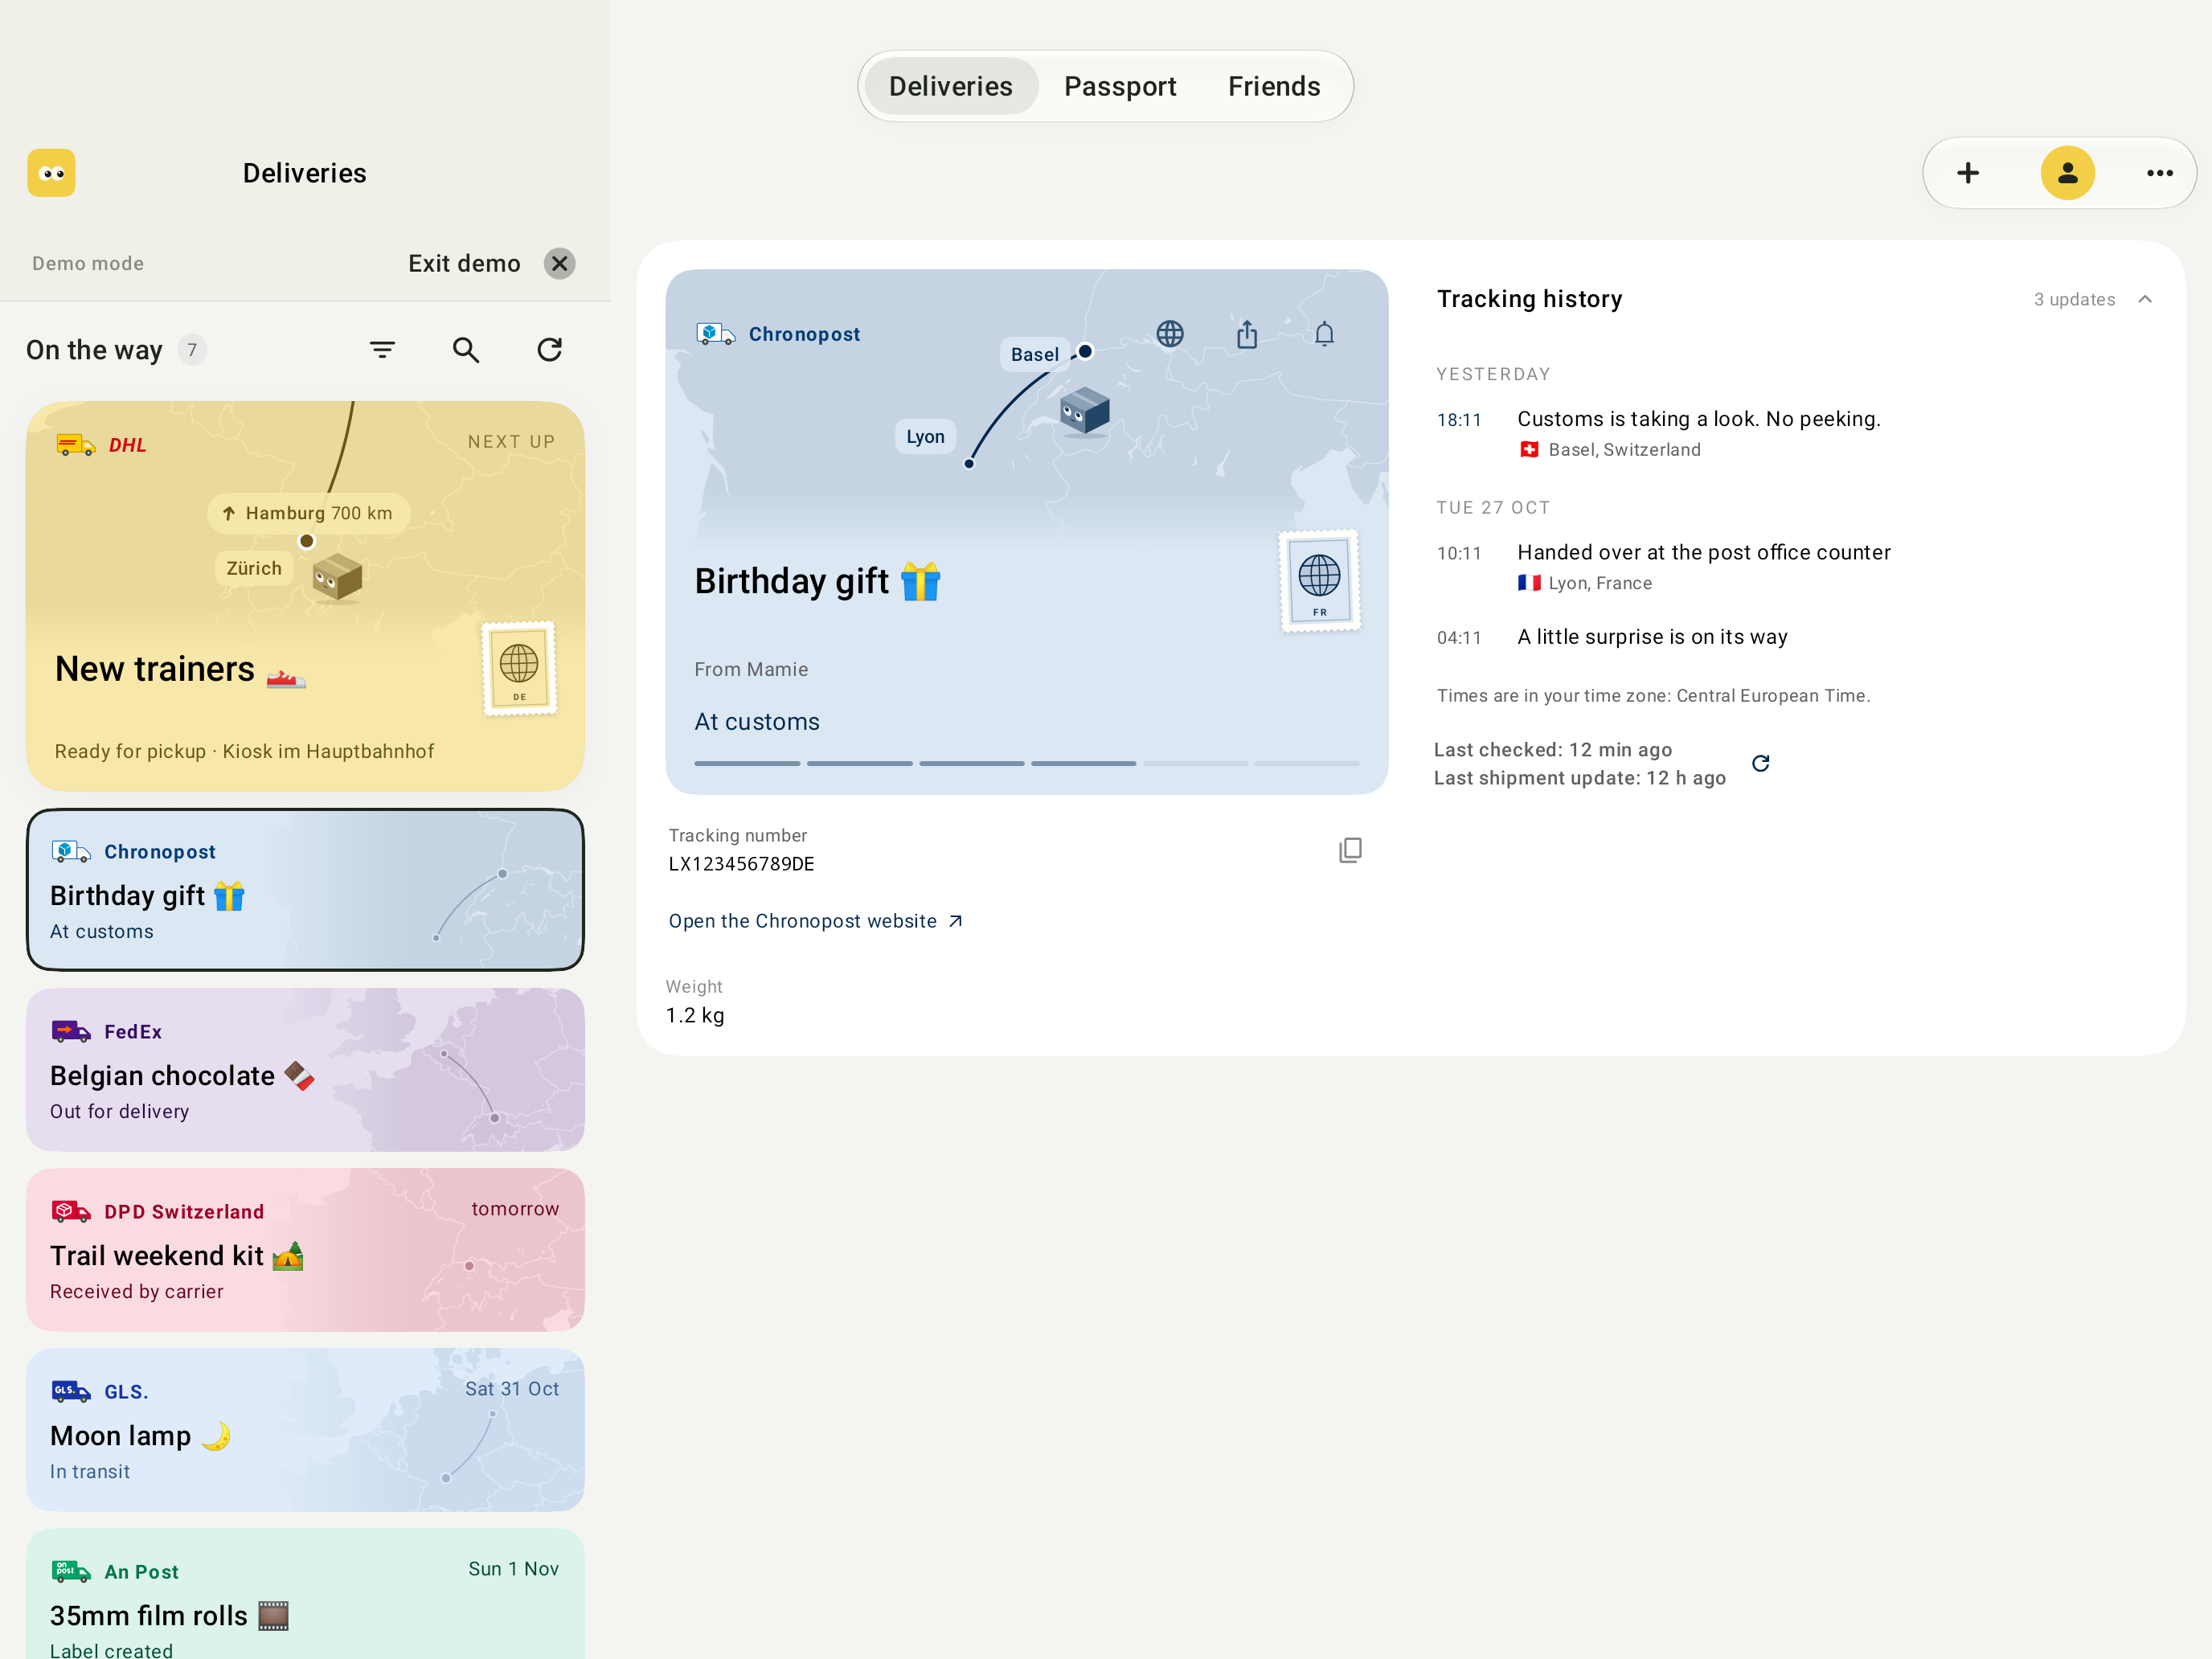 Deliveries Passport Friends
Deliveries
Demo mode
Exit demo
On the way 7
DHL
NEXT UP
Hamburg 700 km
Zürich
New trainers
DE
Ready for pickup · Kiosk im Hauptbahnhof
Chronopost
Birthday gift
At customs
FedEx
Belgian chocolate
Out for delivery
DPD Switzerland
tomorrow
Trail weekend kit
Received by carrier
GLS.
GLS.
Sat 31 Oct
Moon lamp
In transit
an post
An Post
Sun 1 Nov
35mm film rolls
Label created
Chronopost
Basel
Lyon
Birthday gift
FR
From Mamie
At customs
Tracking number
LX123456789DE
Open the Chronopost website
Weight
1.2 kg
Tracking history
3 updates
YESTERDAY
18:11 Customs is taking a look. No peeking.
Basel, Switzerland
TUE 27 OCT
10:11 Handed over at the post office counter
Lyon, France
04:11 A little surprise is on its way
Times are in your time zone: Central European Time.
Last checked: 12 min ago
Last shipment update: 12 h ago